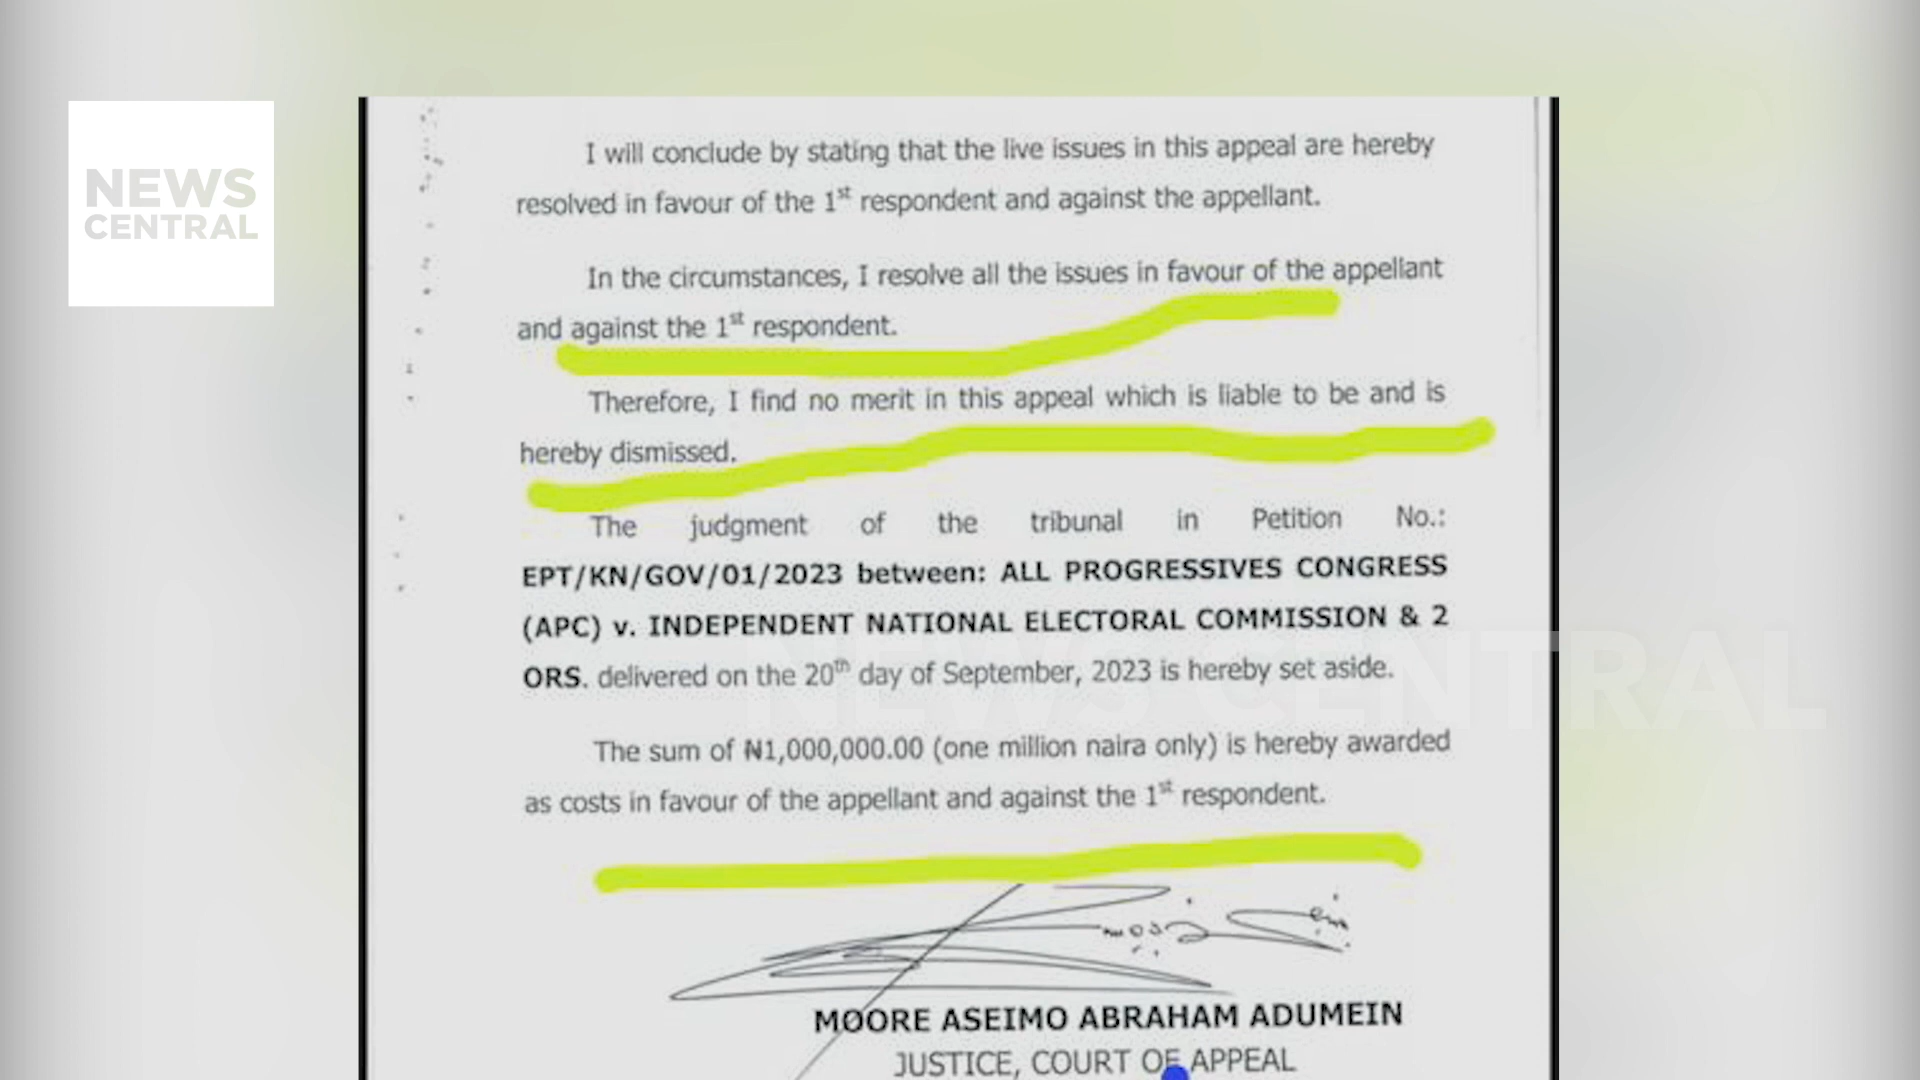 NEWS
CENTRAL
I will conclude by stating that the live issues in this appeal are hereby
resolved in favour of the 1st respondent and against the appellant.
In the circumstances, I resolve all the issues in favour of the appellant
and against the 1st respondent.
Therefore, I find no merit in this appeal which is liable to be and is
hereby dismissed.
The judgment of the tribunal in Petition No.:
EPT/KN/GOV/01/2023 between: ALL PROGRESSIVES CONGRESS
(APC) v. INDEPENDENT NATIONAL ELECTORAL COMMISSION & 2
ORS. delivered on the 20th day of September, 2023 is hereby set aside.
NEWS CENTRAL
The sum of ₦1,000,000.00 (one million naira only) is hereby awarded
as costs in favour of the appellant and against the 1st respondent.
MOORE ASEIMO ABRAHAM ADUMEIN
JUSTICE, COURT OF APPEAL